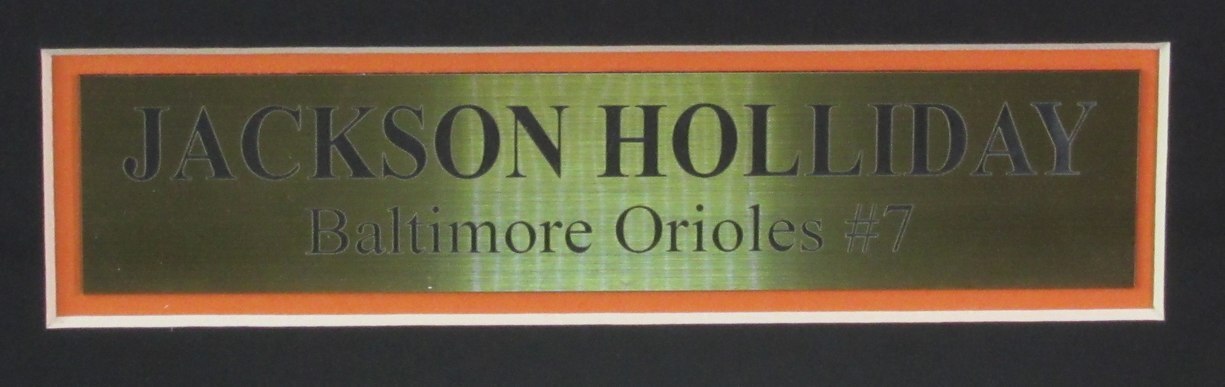 JACKSON HOLLIDAY
Baltimore Orioles #7